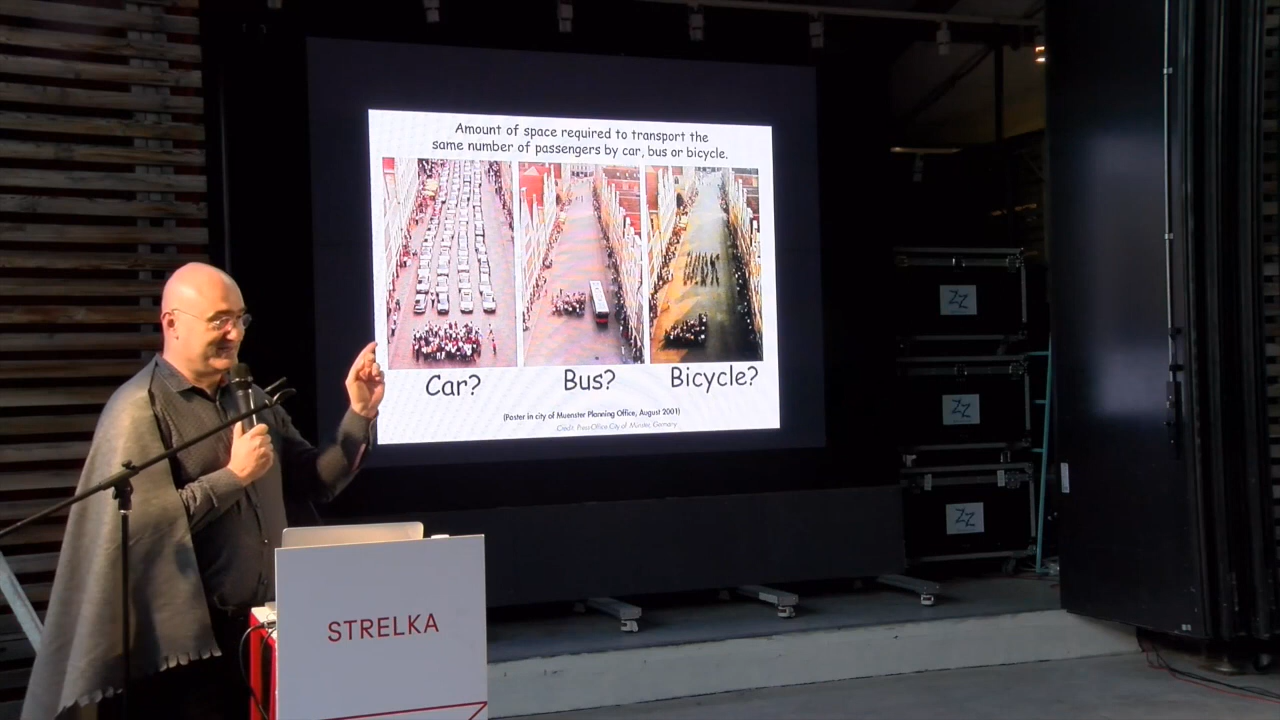 Amount of space required to transport the
same number of passengers by car, bus or bicycle.
Car?
Bus?
Bicycle?
(Poster in city of Muenster Planning Office, August 2001)
Credit: Press Office City of Münster, Germany
STRELKA
ZZ
ZZ
ZZ